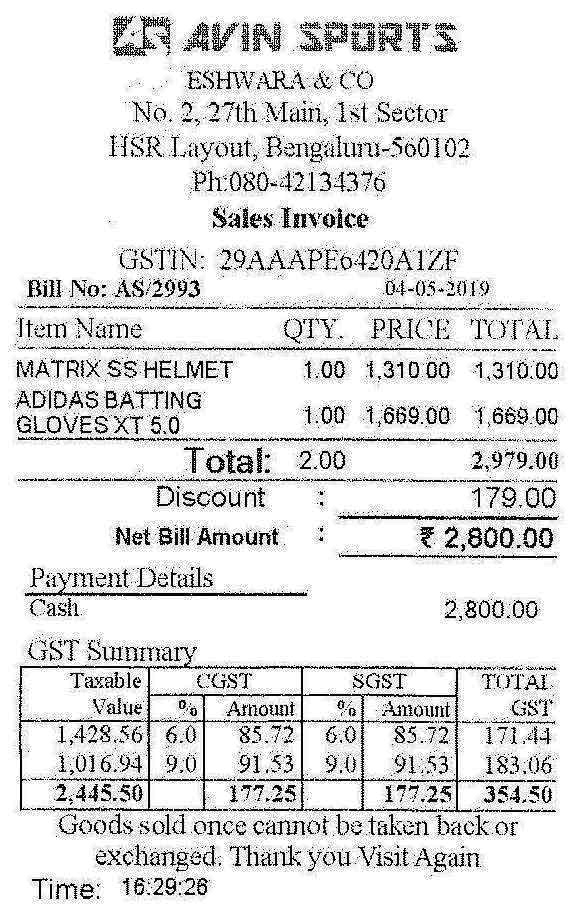 AVIN SPORTS
ESHWARA & CO
No. 2, 27th Main, 1st Sector
HSR Layout, Bengaluru-560102
Ph:080-42134376
Sales Invoice
GSTIN: 29AAAPE6420A1ZF
Bill No: AS/2993 04-05-2019
Item Name QTY. PRICE TOTAL
MATRIX SS HELMET 1.00 1,310.00 1,310.00
ADIDAS BATTING
GLOVES XT 5.0 1.00 1,669.00 1,669.00
Total: 2.00 2,979.00
Discount : 179.00
Net Bill Amount : ₹ 2,800.00
Payment Details
Cash 2,800.00
GST Summary
Taxable CGST SGST TOTAL
Value % Amount % Amount GST
1,428.56 6.0 85.72 6.0 85.72 171.44
1,016.94 9.0 91.53 9.0 91.53 183.06
2,445.50 177.25 177.25 354.50
Goods sold once cannot be taken back or
exchanged. Thank you Visit Again
Time: 16:29:26